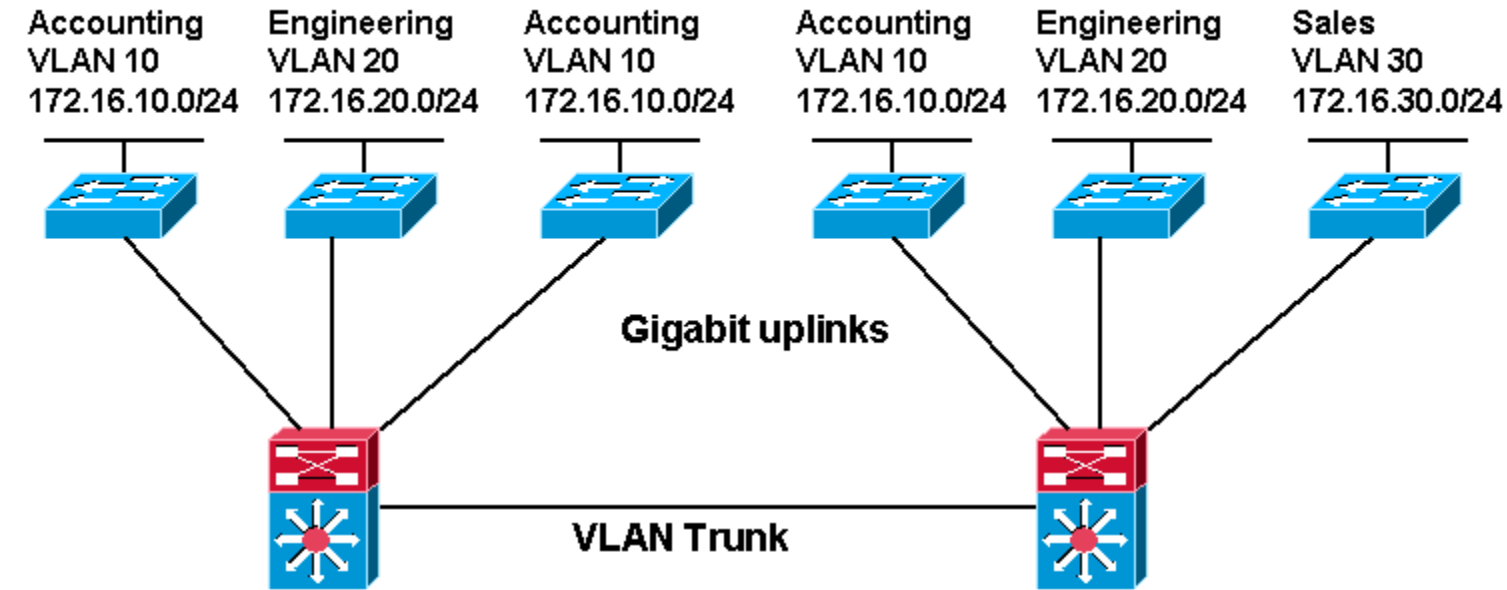 Accounting
VLAN 10
172.16.10.0/24
Engineering
VLAN 20
172.16.20.0/24
Accounting
VLAN 10
172.16.10.0/24
Accounting
VLAN 10
172.16.10.0/24
Engineering
VLAN 20
172.16.20.0/24
Sales
VLAN 30
172.16.30.0/24
Gigabit uplinks
VLAN Trunk